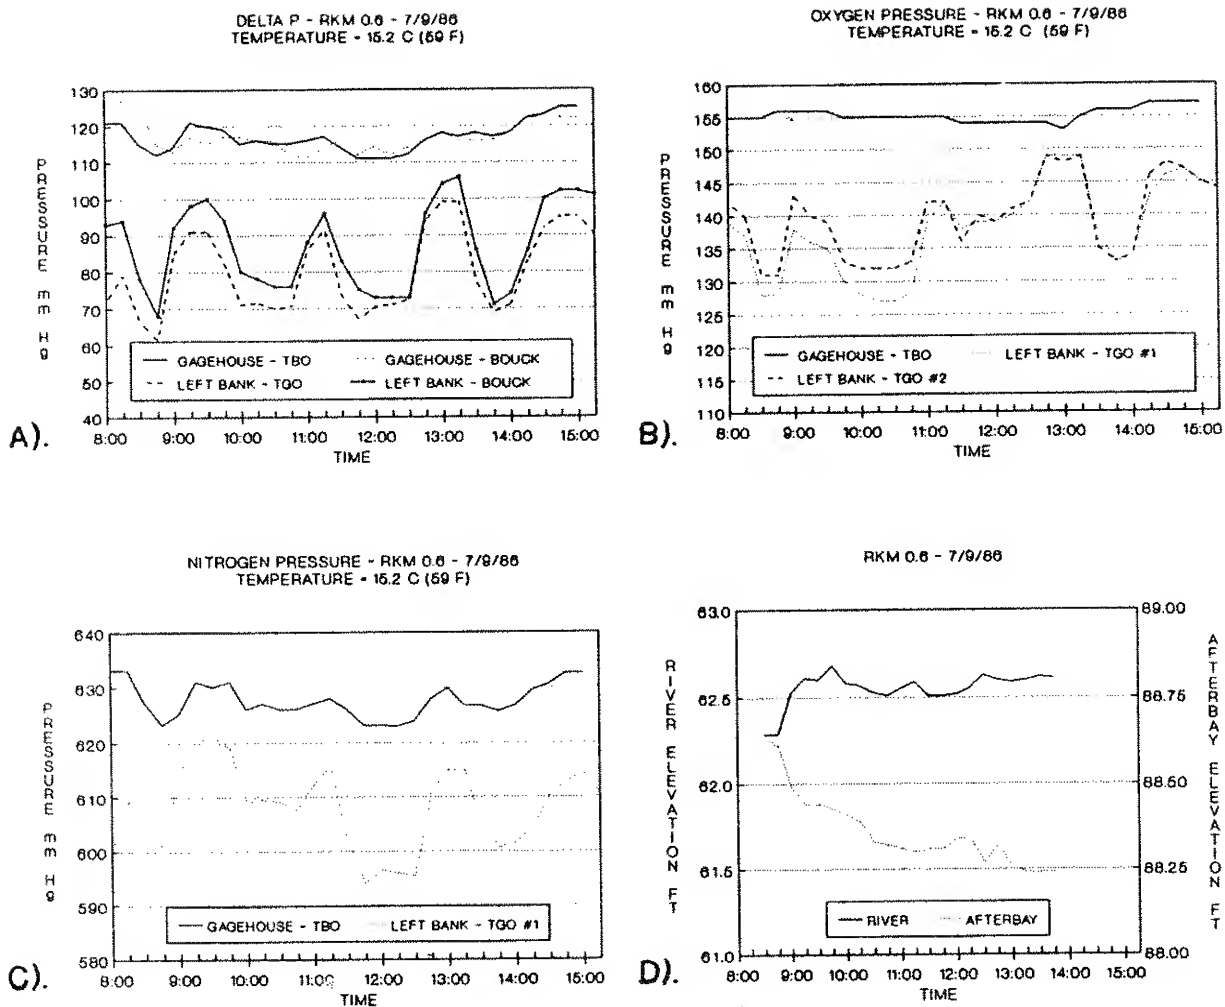 DELTA P - RKM 0.6 - 7/9/86
TEMPERATURE - 15.2 C (59 F)
PRESSURE mm Hg
130
120
110
100
90
80
70
60
50
40
GAGEHOUSE - TBO
GAGEHOUSE - BOUCK
LEFT BANK - TGO
LEFT BANK - BOUCK
8:00 9:00 10:00 11:00 12:00 13:00 14:00 15:00
TIME
A).
OXYGEN PRESSURE - RKM 0.6 - 7/9/86
TEMPERATURE - 15.2 C (59 F)
PRESSURE mm Hg
160
155
150
145
140
135
130
125
120
115
110
GAGEHOUSE - TBO
LEFT BANK - TGO #1
LEFT BANK - TGO #2
8:00 9:00 10:00 11:00 12:00 13:00 14:00 15:00
TIME
B).
NITROGEN PRESSURE - RKM 0.6 - 7/9/86
TEMPERATURE - 15.2 C (59 F)
PRESSURE mm Hg
640
630
620
610
600
590
580
GAGEHOUSE - TBO
LEFT BANK - TGO #1
8:00 9:00 10:00 11:00 12:00 13:00 14:00 15:00
TIME
C).
RKM 0.6 - 7/9/86
RIVER ELEVATION FT
63.0
62.5
62.0
61.5
61.0
89.00
88.75
88.50
88.25
88.00
AFTERBAY ELEVATION FT
RIVER
AFTERBAY
8:00 9:00 10:00 11:00 12:00 13:00 14:00 15:00
TIME
D).